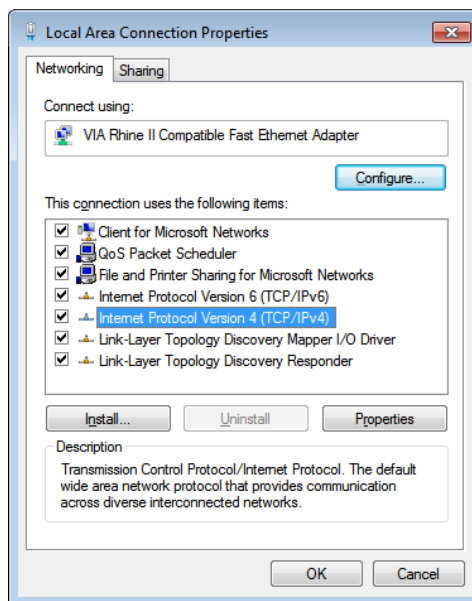 Local Area Connection Properties
Networking
Sharing
Connect using:
VIA Rhine II Compatible Fast Ethernet Adapter
Configure...
This connection uses the following items:
Client for Microsoft Networks
QoS Packet Scheduler
File and Printer Sharing for Microsoft Networks
Internet Protocol Version 6 (TCP/IPv6)
Internet Protocol Version 4 (TCP/IPv4)
Link-Layer Topology Discovery Mapper I/O Driver
Link-Layer Topology Discovery Responder
Install...
Uninstall
Properties
Description
Transmission Control Protocol/Internet Protocol. The default
wide area network protocol that provides communication
across diverse interconnected networks.
OK
Cancel